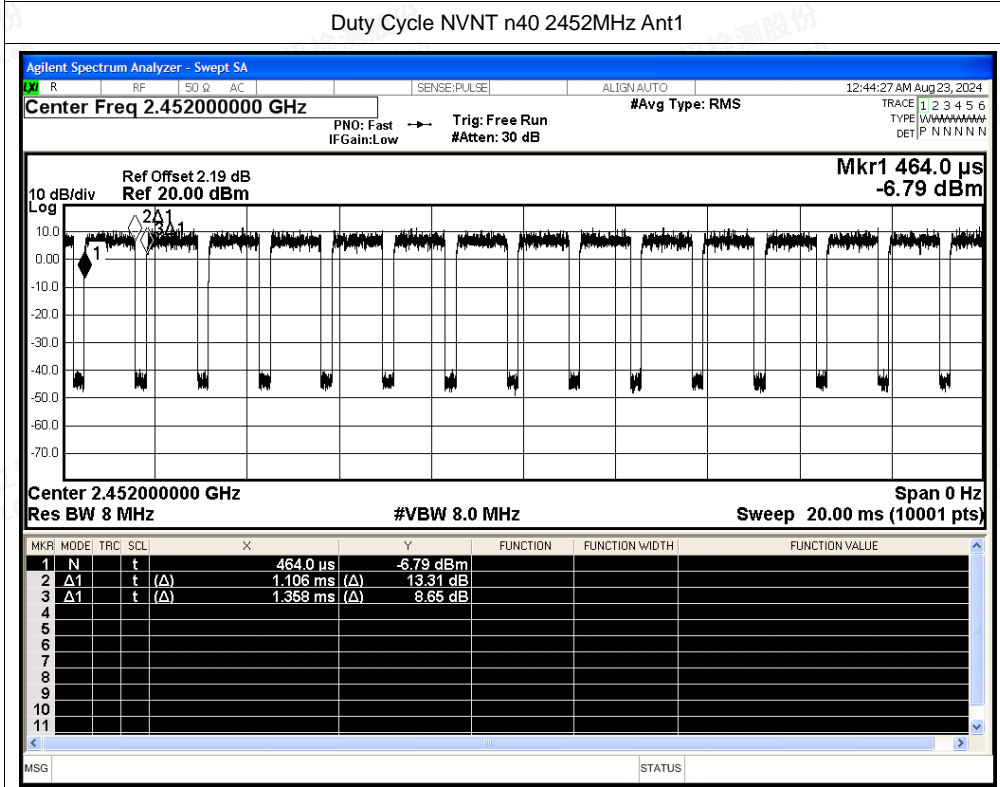 Duty Cycle NVNT n40 2452MHz Ant1
Agilent Spectrum Analyzer - Swept SA
LXI R RF 50 Ω AC SENSE:PULSE ALIGN AUTO 12:44:27 AM Aug 23, 2024
Center Freq 2.452000000 GHz #Avg Type: RMS TRACE 1 2 3 4 5 6
PNO: Fast Trig: Free Run TYPE WWWWWW
IFGain:Low #Atten: 30 dB DET P N N N N N
Mkr1 464.0 µs
Ref Offset 2.19 dB
10 dB/div Ref 20.00 dBm -6.79 dBm
Log
2Δ1
3Δ1
10.0
1
0.00
-10.0
-20.0
-30.0
-40.0
-50.0
-60.0
-70.0
Center 2.452000000 GHz Span 0 Hz
Res BW 8 MHz #VBW 8.0 MHz Sweep 20.00 ms (10001 pts)
MKR MODE TRC SCL X Y FUNCTION FUNCTION WIDTH FUNCTION VALUE
1 N t 464.0 µs -6.79 dBm
2 Δ1 t (Δ) 1.106 ms (Δ) 13.31 dB
3 Δ1 t (Δ) 1.358 ms (Δ) 8.65 dB
4
5
6
7
8
9
10
11
MSG STATUS